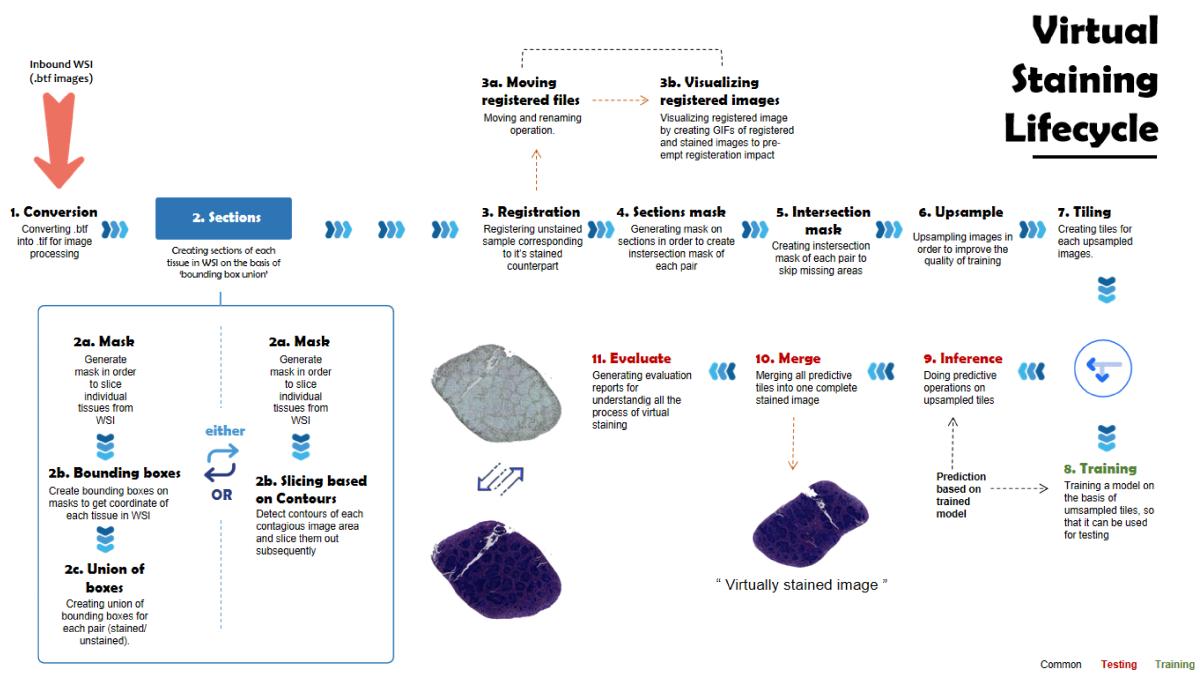 Virtual
Staining
Lifecycle
Inbound WSI
(.btf images)
3a. Moving
registered files
Moving and renaming
operation.
3b. Visualizing
registered images
Visualizing registered image
by creating GIFs of registered
and stained images to pre-
empt registeration impact
1. Conversion
Converting .btf
into .tif for image
processing
2. Sections
Creating sections of each
tissue in WSI on the basis of
'bounding box union'
3. Registration
Registering unstained
sample corresponding
to it's stained
counterpart
4. Sections mask
Generating mask on
sections in order to create
instersection mask of
each pair
5. Intersection
mask
Creating instersection
mask of each pair to
skip missing areas
6. Upsample
Upsampling images in
order to improve the
quality of training
7. Tiling
Creating tiles for
each upsampled
images.
2a. Mask
Generate
mask in order
to slice
individual
tissues from
WSI
2b. Bounding boxes
Create bounding boxes on
masks to get coordinate of
each tissue in WSI
2c. Union of
boxes
Creating union of
bounding boxes for
each pair (stained/
unstained).
either
OR
2a. Mask
Generate
mask in order
to slice
individual
tissues from
WSI
2b. Slicing based
on Contours
Detect contours of each
contagious image area
and slice them out
subsequently
11. Evaluate
Generating evaluation
reports for
understandig all the
process of virtual
staining
10. Merge
Merging all predictive
tiles into one complete
stained image
9. Inference
Doing predictive
operations on
upsampled tiles
Prediction
based on
trained
model
8. Training
Training a model on
the basis of
umsampled tiles, so
that it can be used
for testing
“ Virtually stained image ”
Common Testing Training